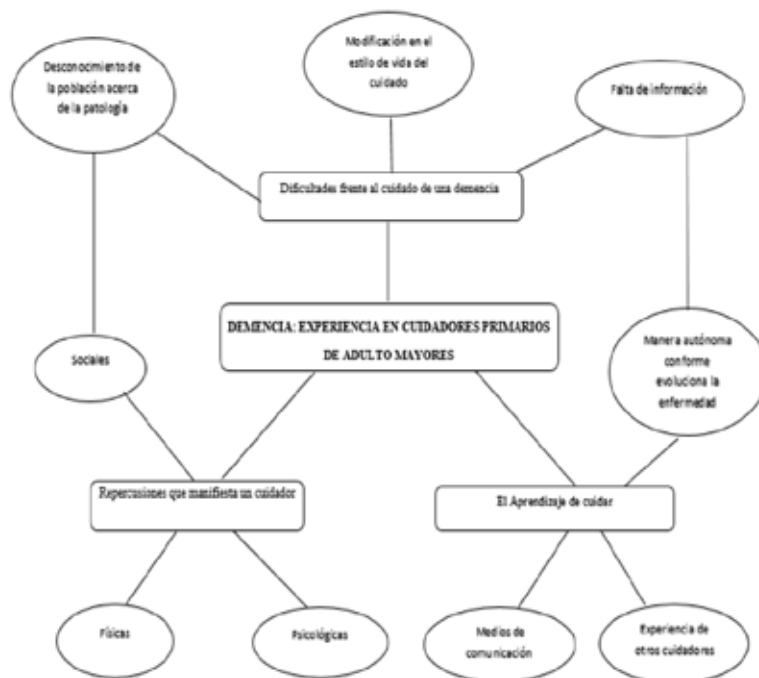 Modificación en el
estilo de vida del
cuidado
Desconocimiento de
la población acerca
de la patología
Falta de información
Dificultades frente al cuidado de una demencia
DEMENCIA: EXPERIENCIA EN CUIDADORES PRIMARIOS
DE ADULTO MAYORES
Sociales
Manera autónoma
conforme
evoluciona la
enfermedad
Repercusiones que manifiesta un cuidador
El Aprendizaje de cuidar
Físicas
Psicológicas
Medios de
comunicación
Experiencia de
otros cuidadores